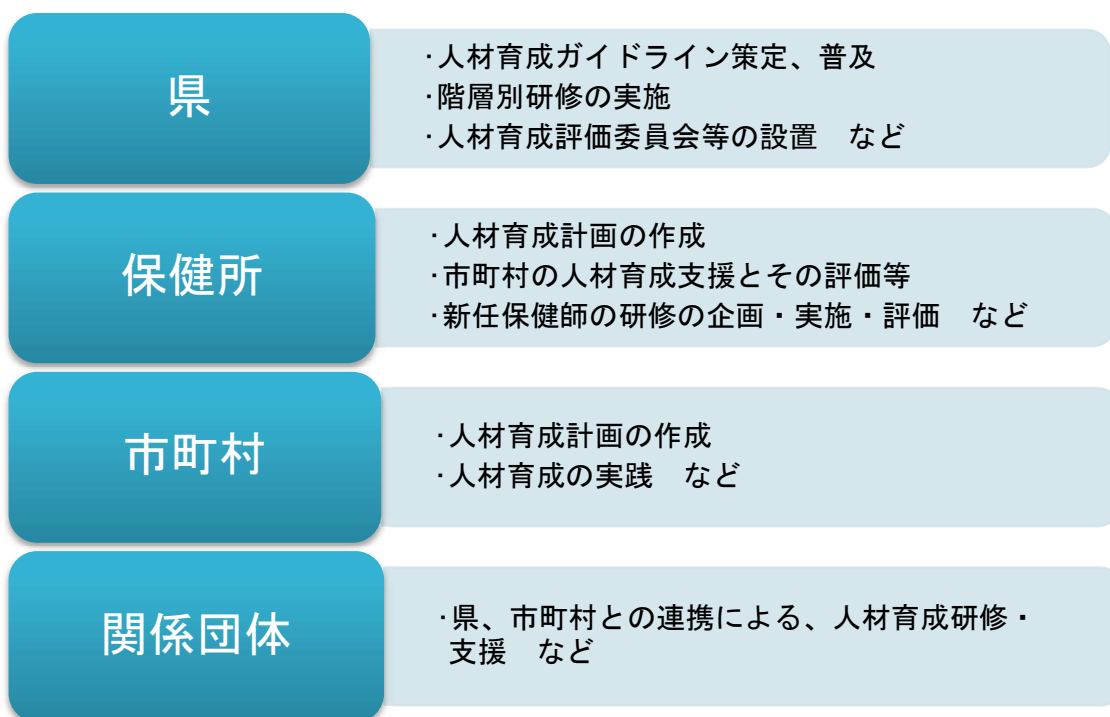 県
・人材育成ガイドライン策定、普及
・階層別研修の実施
・人材育成評価委員会等の設置　など
保健所
・人材育成計画の作成
・市町村の人材育成支援とその評価等
・新任保健師の研修の企画・実施・評価　など
市町村
・人材育成計画の作成
・人材育成の実践　など
関係団体
・県、市町村との連携による、人材育成研修・
支援　など